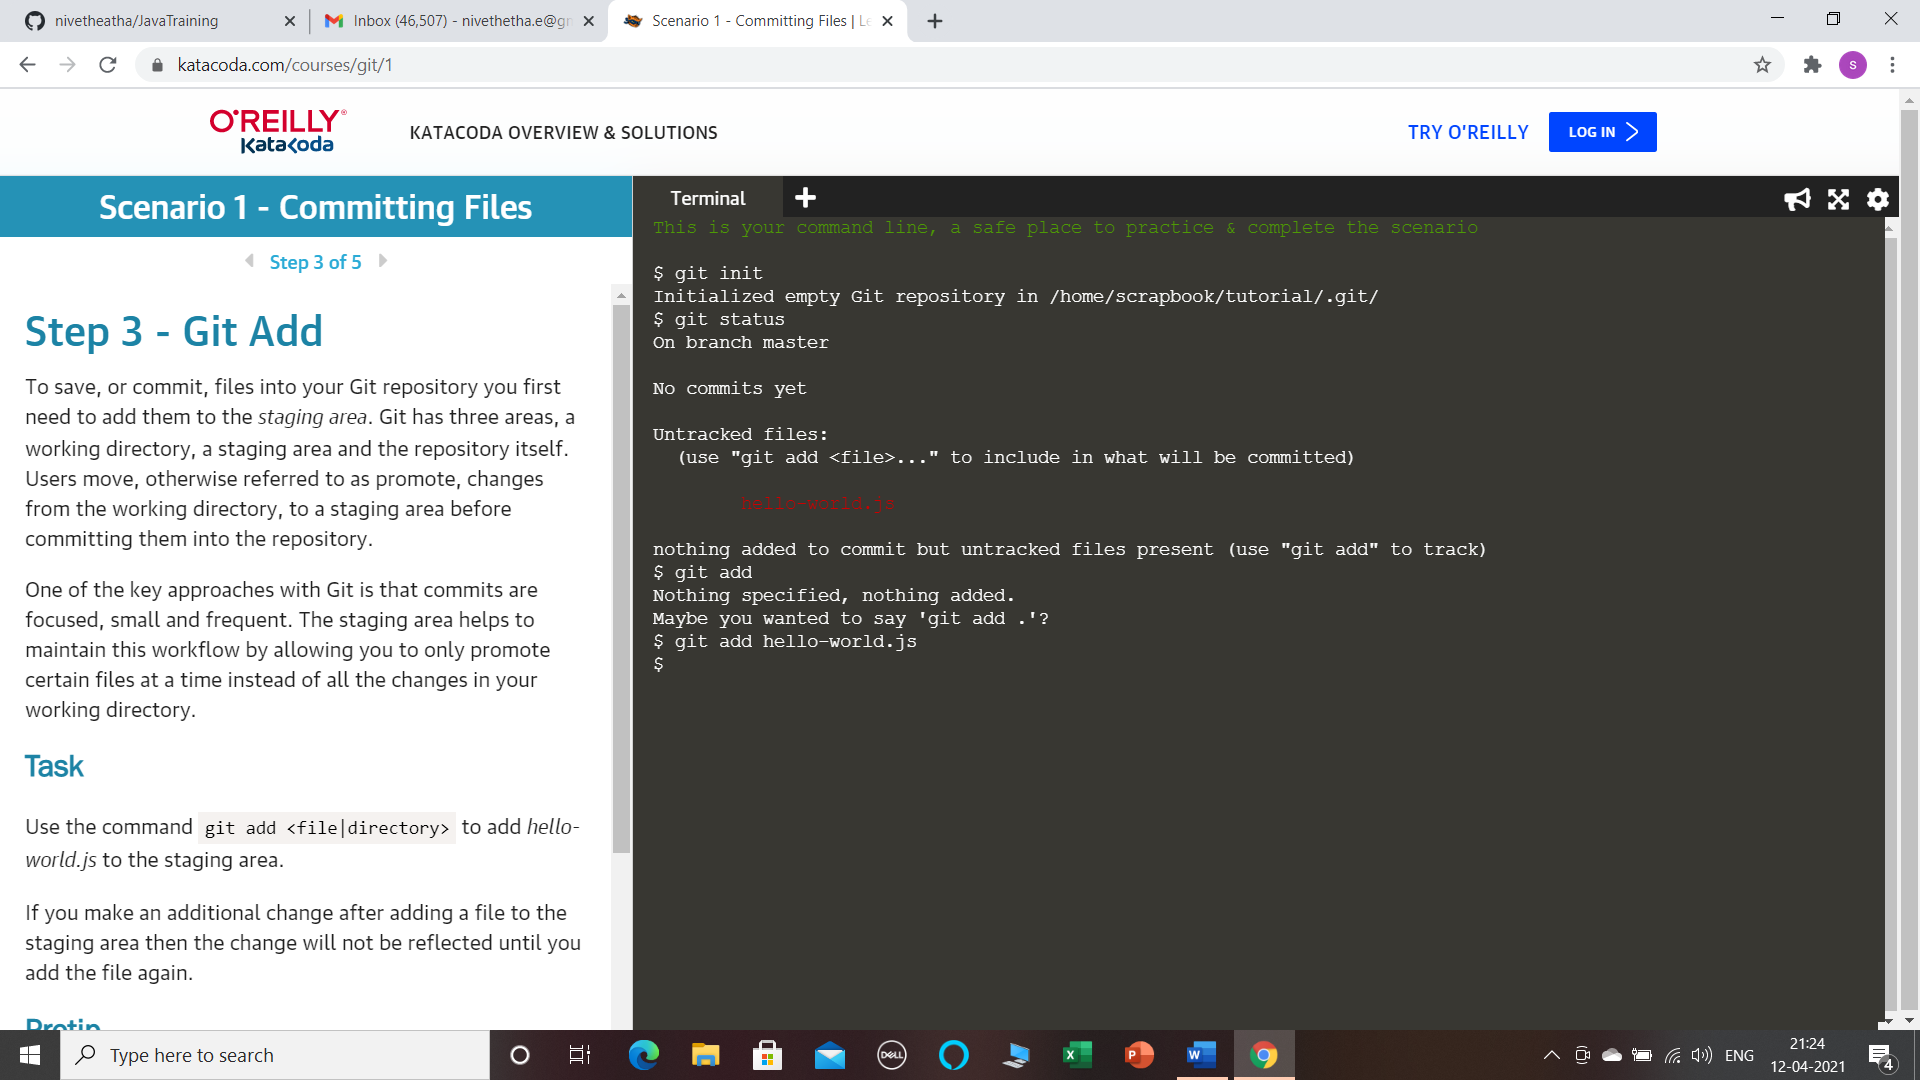 nivetheatha/JavaTraining
Inbox (46,507) - nivethetha.e@gm
Scenario 1 - Committing Files | Le
katacoda.com/courses/git/1
S
O'REILLY®
Katacoda
KATACODA OVERVIEW & SOLUTIONS
TRY O'REILLY
LOG IN
Scenario 1 - Committing Files
Step 3 of 5
Step 3 - Git Add
To save, or commit, files into your Git repository you first
need to add them to the staging area. Git has three areas, a
working directory, a staging area and the repository itself.
Users move, otherwise referred to as promote, changes
from the working directory, to a staging area before
committing them into the repository.
One of the key approaches with Git is that commits are
focused, small and frequent. The staging area helps to
maintain this workflow by allowing you to only promote
certain files at a time instead of all the changes in your
working directory.
Task
Use the command git add <file|directory> to add hello-
world.js to the staging area.
If you make an additional change after adding a file to the
staging area then the change will not be reflected until you
add the file again.
Protip
Terminal
This is your command line, a safe place to practice & complete the scenario
$ git init
Initialized empty Git repository in /home/scrapbook/tutorial/.git/
$ git status
On branch master
No commits yet
Untracked files:
(use "git add <file>..." to include in what will be committed)
hello-world.js
nothing added to commit but untracked files present (use "git add" to track)
$ git add
Nothing specified, nothing added.
Maybe you wanted to say 'git add .'?
$ git add hello-world.js
$
Type here to search
DELL
ENG
21:24
12-04-2021
4